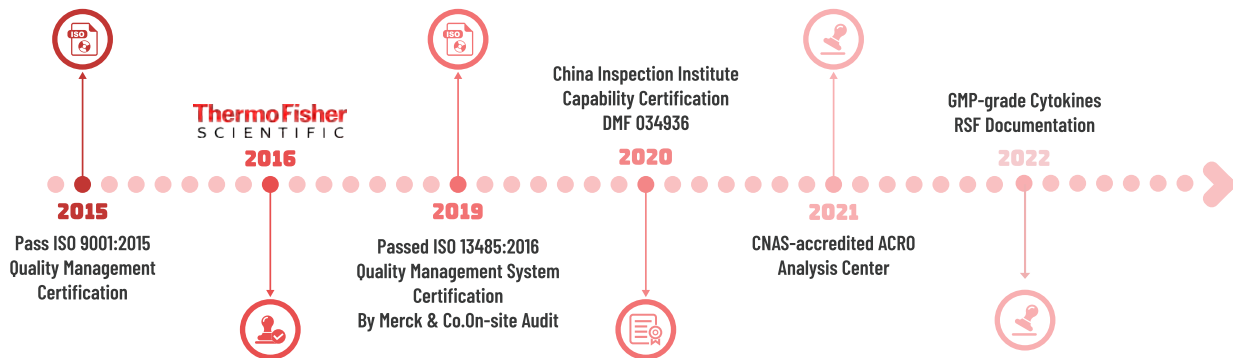 ISO
2015
Pass ISO 9001:2015
Quality Management
Certification
ThermoFisher
SCIENTIFIC
2016
ISO
2019
Passed ISO 13485:2016
Quality Management System
Certification
By Merck & Co.On-site Audit
China Inspection Institute
Capability Certification
DMF 034936
2020
2021
CNAS-accredited ACRO
Analysis Center
GMP-grade Cytokines
RSF Documentation
2022